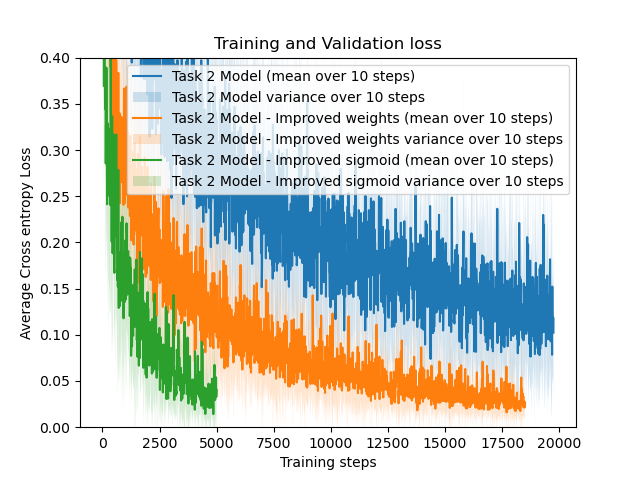 Training and Validation loss
Average Cross entropy Loss
0.40
0.35
0.30
0.25
0.20
0.15
0.10
0.05
0.00
Task 2 Model (mean over 10 steps)
Task 2 Model variance over 10 steps
Task 2 Model - Improved weights (mean over 10 steps)
Task 2 Model - Improved weights variance over 10 steps
Task 2 Model - Improved sigmoid (mean over 10 steps)
Task 2 Model - Improved sigmoid variance over 10 steps
0 2500 5000 7500 10000 12500 15000 17500 20000
Training steps